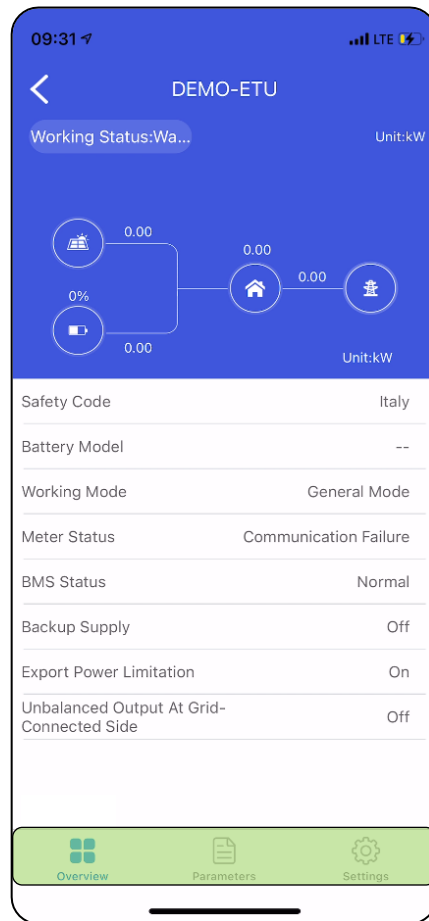 09:31 LTE
DEMO-ETU
Working Status:Wa... Unit:kW
0.00
0.00
0.00
0%
0.00
Unit:kW
Safety Code Italy
Battery Model --
Working Mode General Mode
Meter Status Communication Failure
BMS Status Normal
Backup Supply Off
Export Power Limitation On
Unbalanced Output At Grid-
Connected Side Off
Overview Parameters Settings